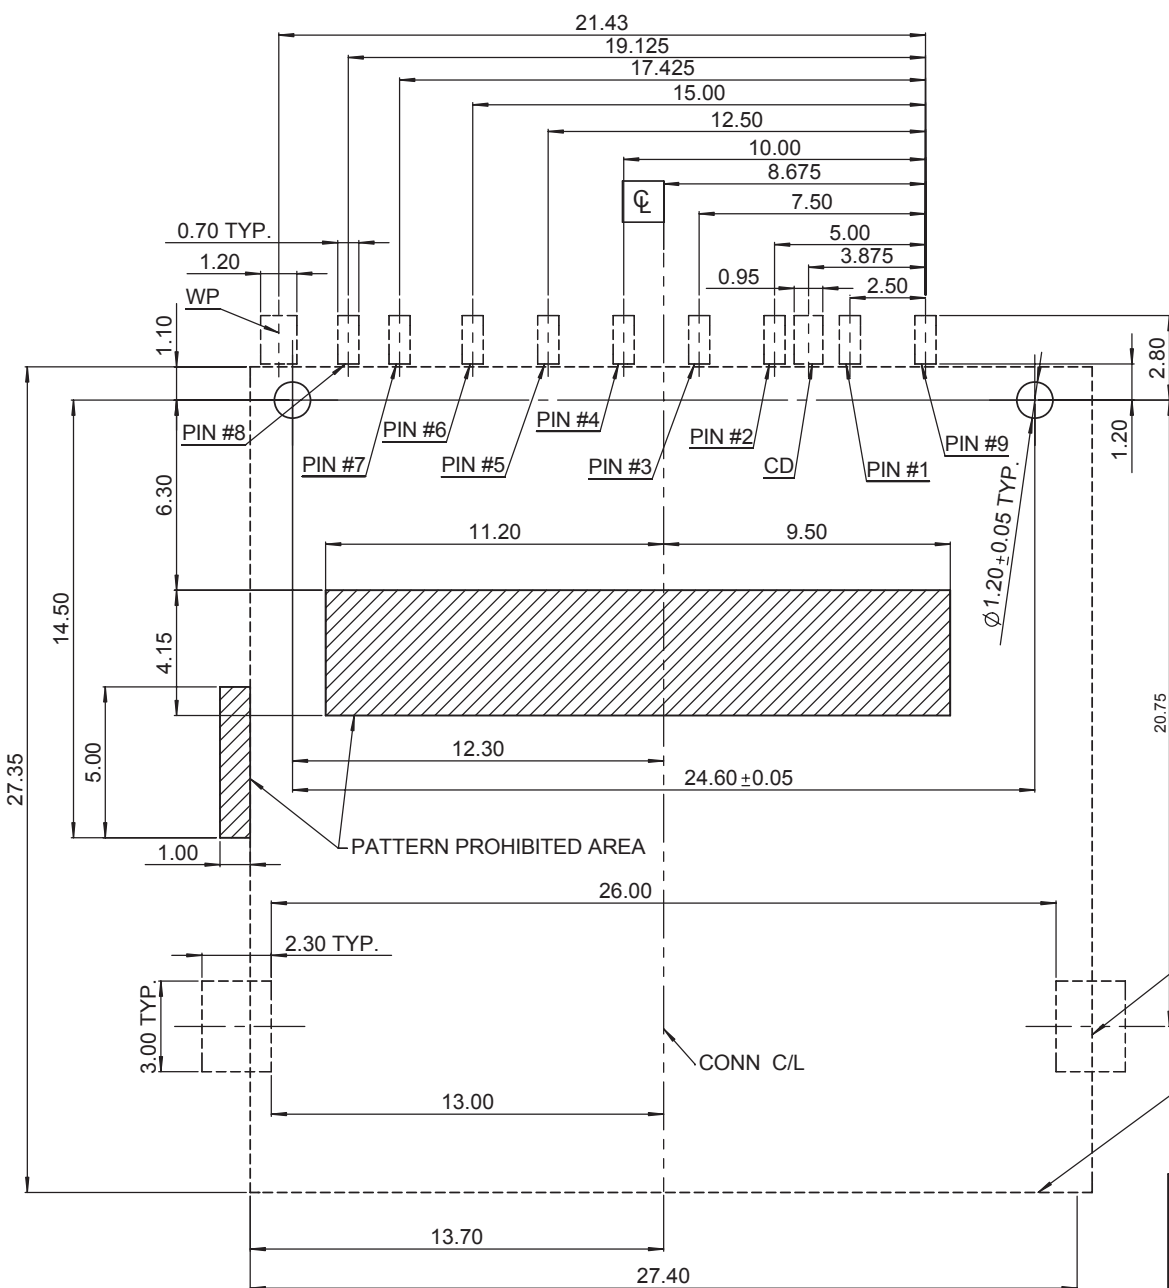 21.43
19.125
17.425
15.00
12.50
10.00
8.675
℄
7.50
0.70 TYP.
5.00
1.20
3.875
0.95
2.50
WP
1.10
2.80
PIN #8
PIN #7
PIN #6
PIN #5
PIN #4
PIN #3
PIN #2
CD
PIN #1
PIN #9
1.20
6.30
Ø1.20±0.05 TYP.
11.20
9.50
14.50
4.15
20.75
5.00
27.35
12.30
24.60±0.05
PATTERN PROHIBITED AREA
1.00
26.00
2.30 TYP.
3.00 TYP.
CONN C/L
13.00
13.70
27.40